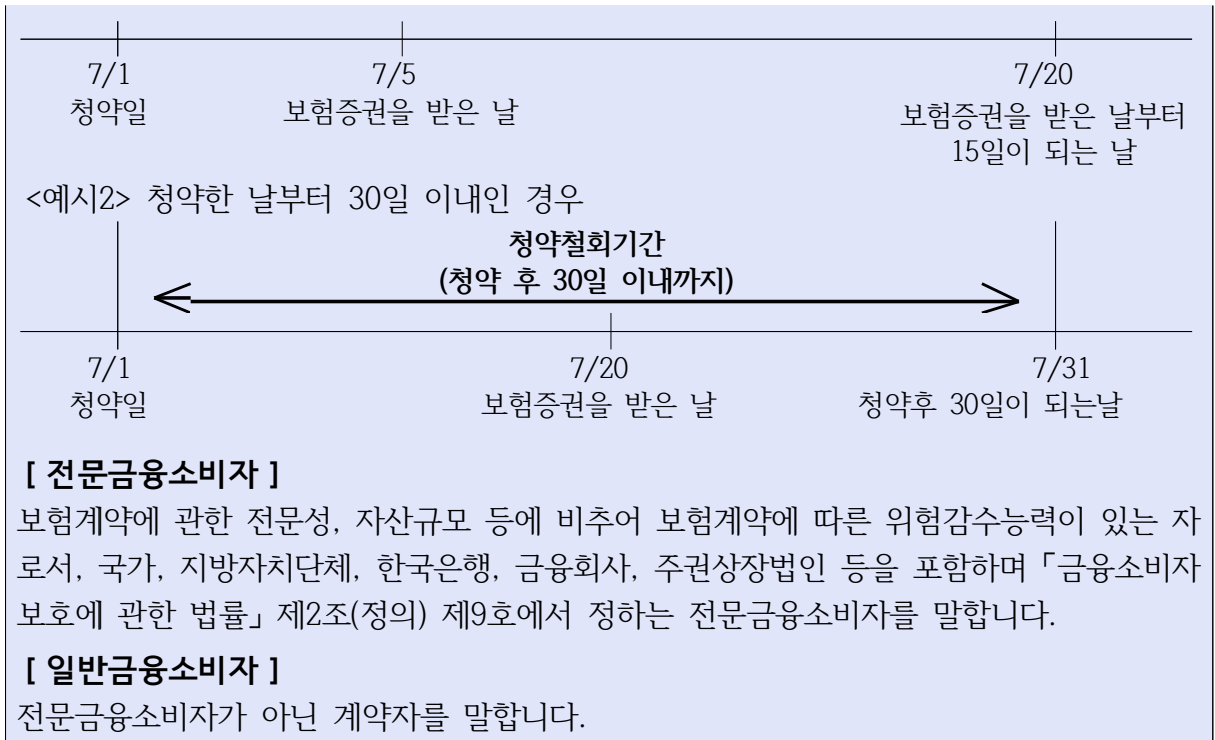 7/1 7/5 7/20
청약일 보험증권을 받은 날 보험증권을 받은 날부터
15일이 되는 날
<예시2> 청약한 날부터 30일 이내인 경우
청약철회기간
(청약 후 30일 이내까지)
7/1 7/20 7/31
청약일 보험증권을 받은 날 청약후 30일이 되는날
[ 전문금융소비자 ]
보험계약에 관한 전문성, 자산규모 등에 비추어 보험계약에 따른 위험감수능력이 있는 자
로서, 국가, 지방자치단체, 한국은행, 금융회사, 주권상장법인 등을 포함하며 「금융소비자
보호에 관한 법률」 제2조(정의) 제9호에서 정하는 전문금융소비자를 말합니다.
[ 일반금융소비자 ]
전문금융소비자가 아닌 계약자를 말합니다.